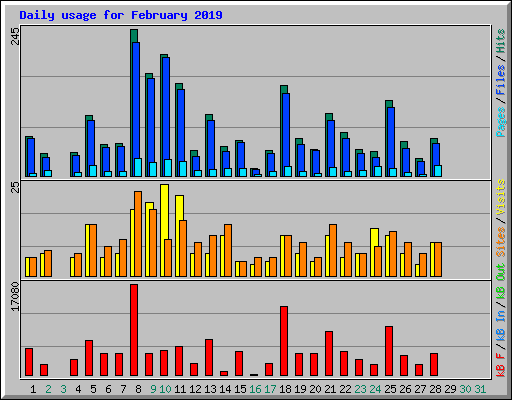 Daily usage for February 2019
245
Pages / Files / Hits
25
Sites / Visits
17080
kB F / kB In / kB Out
1 2 3 4 5 6 7 8 9 10 11 12 13 14 15 16 17 18 19 20 21 22 23 24 25 26 27 28 29 30 31